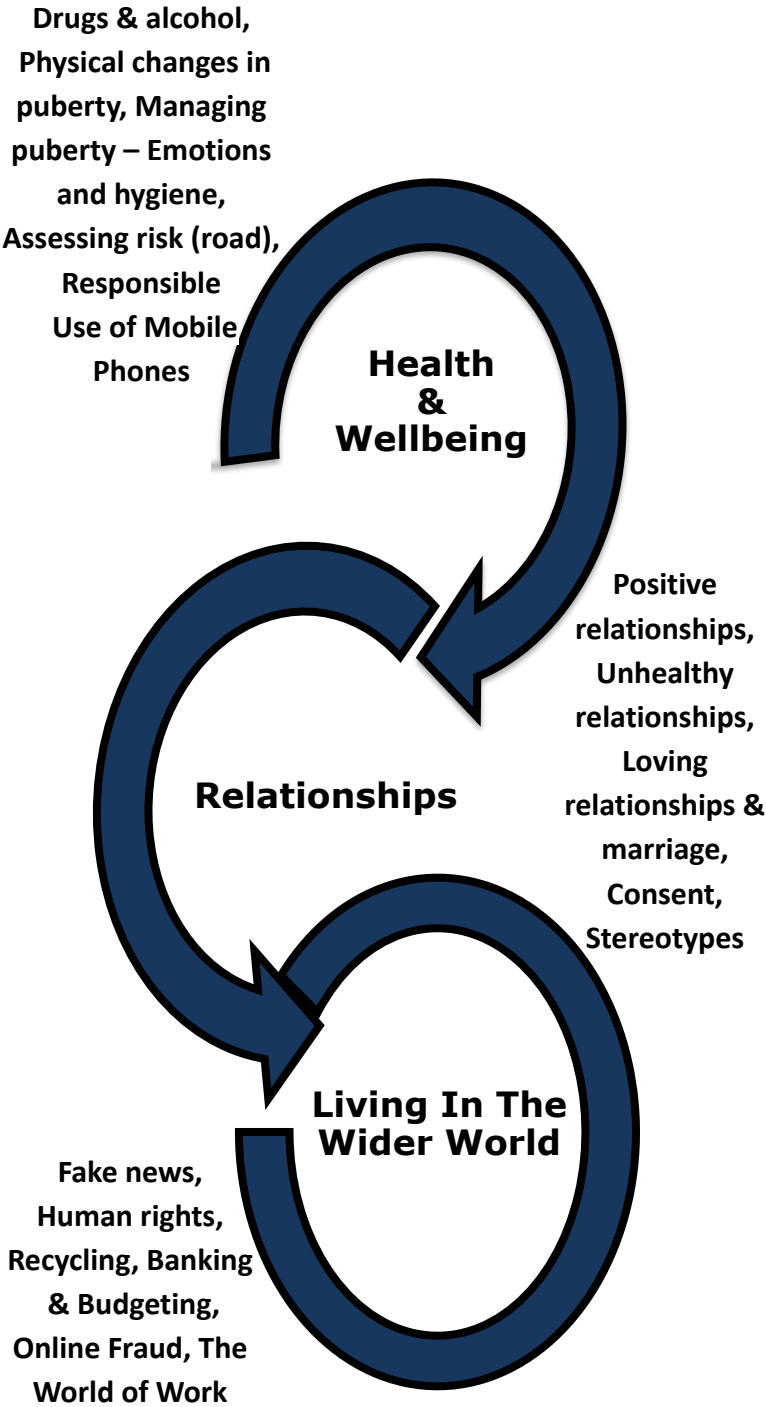 Drugs & alcohol,
Physical changes in
puberty, Managing
puberty – Emotions
and hygiene,
Assessing risk (road),
Responsible
Use of Mobile
Phones
Health
&
Wellbeing
Positive
relationships,
Unhealthy
relationships,
Loving
relationships &
marriage,
Consent,
Stereotypes
Relationships
Living In The
Wider World
Fake news,
Human rights,
Recycling, Banking
& Budgeting,
Online Fraud, The
World of Work